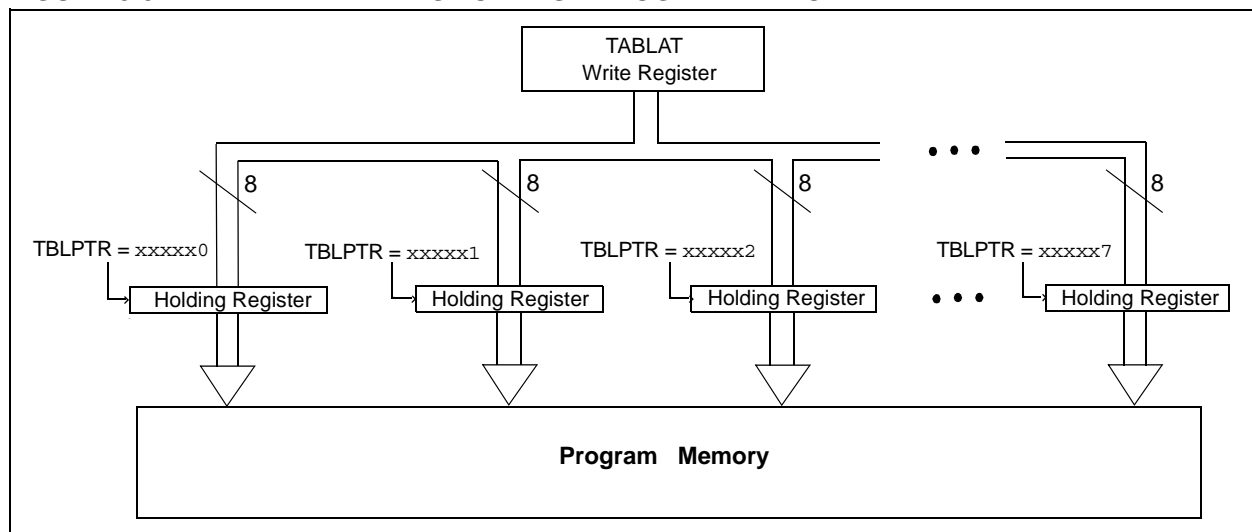 TABLAT
Write Register
8
8
8
8
TBLPTR = xxxxx0
TBLPTR = xxxxx1
TBLPTR = xxxxx2
TBLPTR = xxxxx7
Holding Register
Holding Register
Holding Register
Holding Register
Program Memory